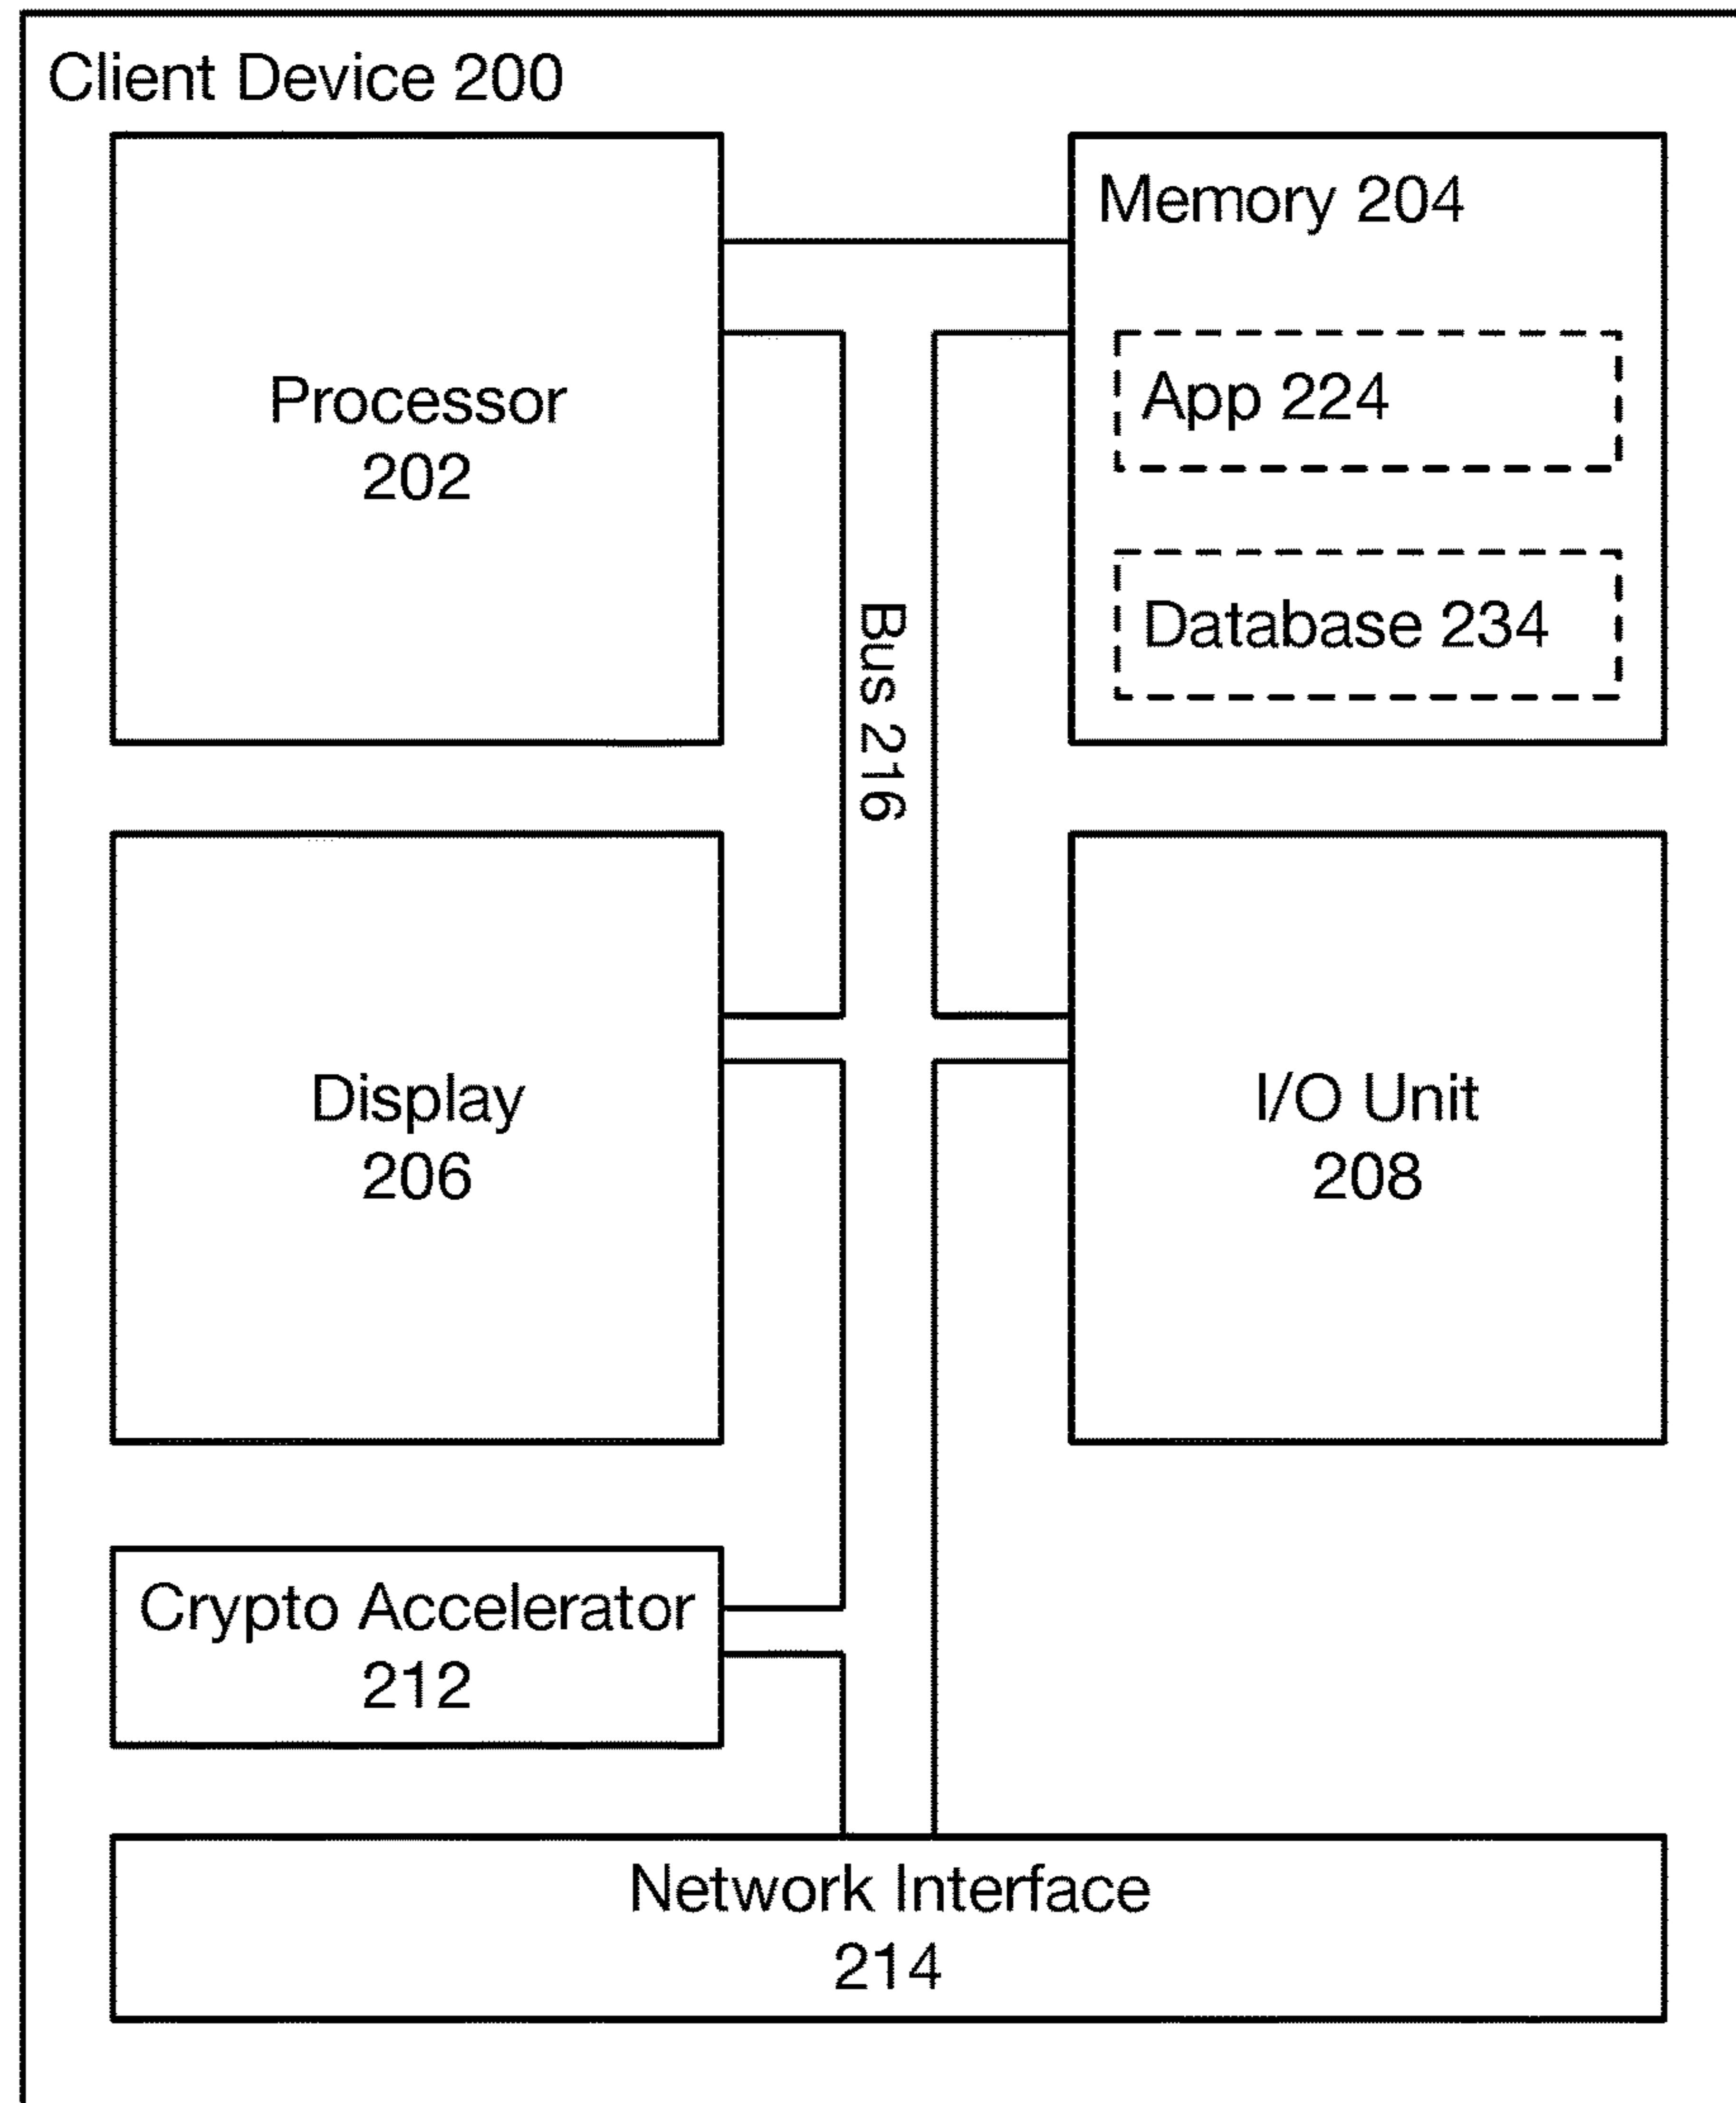 Client Device 200
Processor
202
Memory 204
App 224
Database 234
Bus 216
Display
206
I/O Unit
208
Crypto Accelerator
212
Network Interface
214